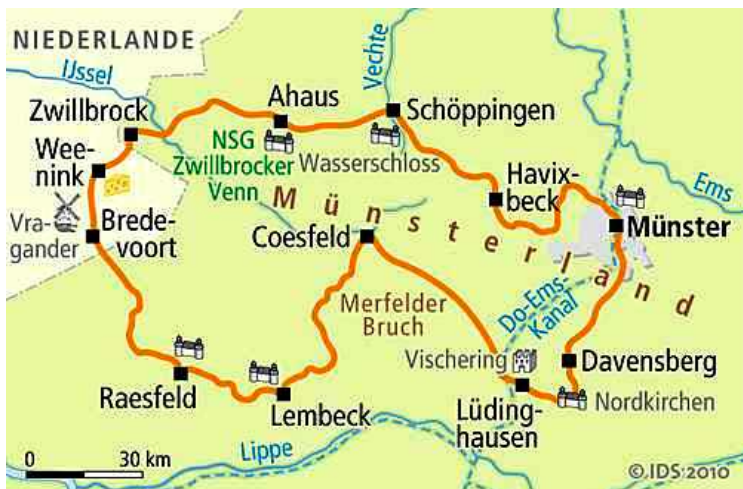 NIEDERLANDE
IJssel
Vechte
Zwillbrock
Ahaus
Schöppingen
Wee-
nink
NSG
Zwillbrocker
Venn
Wasserschloss
Havix-
beck
Ems
Vra-
gander
Brede-
voort
Münsterland
Münster
Coesfeld
Merfelder
Bruch
Do-Ems-
Kanal
Vischering
Davensberg
Raesfeld
Lembeck
Lüding-
hausen
Nordkirchen
Lippe
0 30 km
©IDS 2010